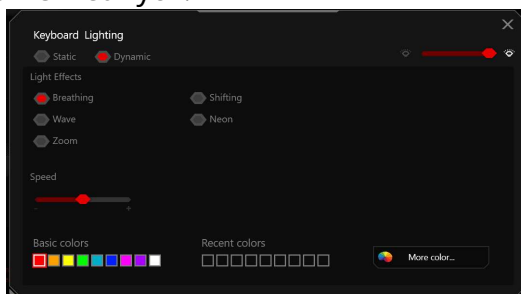 Keyboard Lighting
Static Dynamic
Light Effects
Breathing Shifting
Wave Neon
Zoom
Speed
- +
Basic colors Recent colors
More color...